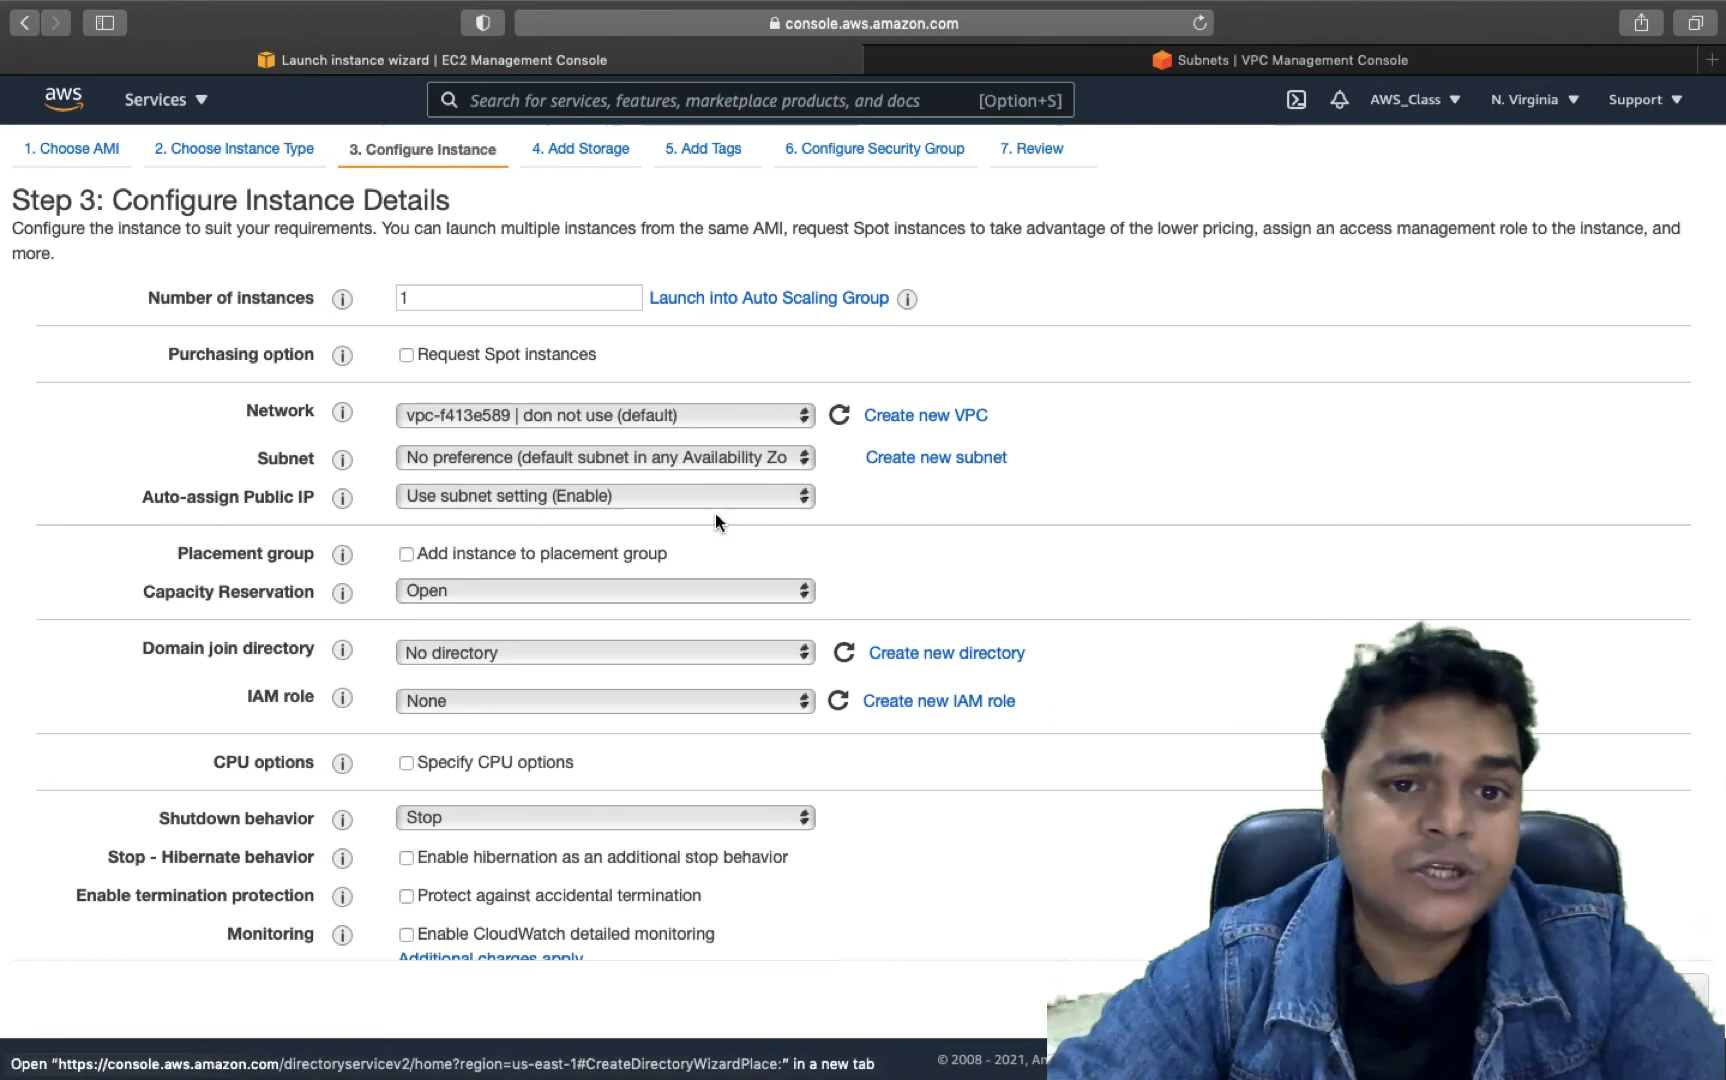 console.aws.amazon.com
Launch instance wizard | EC2 Management Console
Subnets | VPC Management Console
aws
Services
Search for services, features, marketplace products, and docs
[Option+S]
AWS_Class
N. Virginia
Support
1. Choose AMI
2. Choose Instance Type
3. Configure Instance
4. Add Storage
5. Add Tags
6. Configure Security Group
7. Review
Step 3: Configure Instance Details
Configure the instance to suit your requirements. You can launch multiple instances from the same AMI, request Spot instances to take advantage of the lower pricing, assign an access management role to the instance, and
more.
Number of instances
1
Launch into Auto Scaling Group
Purchasing option
Request Spot instances
Network
vpc-f413e589 | don not use (default)
Create new VPC
Subnet
No preference (default subnet in any Availability Zo
Create new subnet
Auto-assign Public IP
Use subnet setting (Enable)
Placement group
Add instance to placement group
Capacity Reservation
Open
Domain join directory
No directory
Create new directory
IAM role
None
Create new IAM role
CPU options
Specify CPU options
Shutdown behavior
Stop
Stop - Hibernate behavior
Enable hibernation as an additional stop behavior
Enable termination protection
Protect against accidental termination
Monitoring
Enable CloudWatch detailed monitoring
Additional charges apply
Open "https://console.aws.amazon.com/directoryservicev2/home?region=us-east-1#CreateDirectoryWizardPlace:" in a new tab
© 2008 - 2021, Am